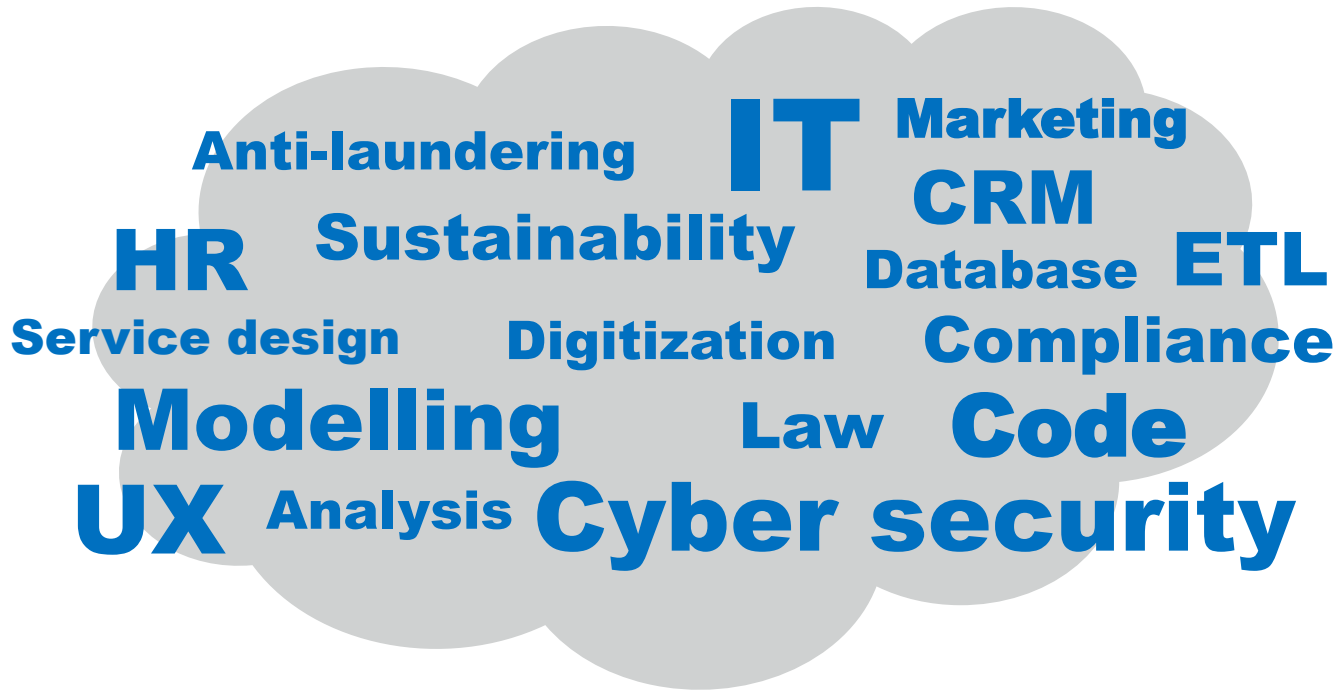 IT
Marketing
Anti-laundering
CRM
Sustainability
HR
Database
ETL
Service design
Digitization
Compliance
Modelling
Law
Code
UX
Analysis
Cyber security